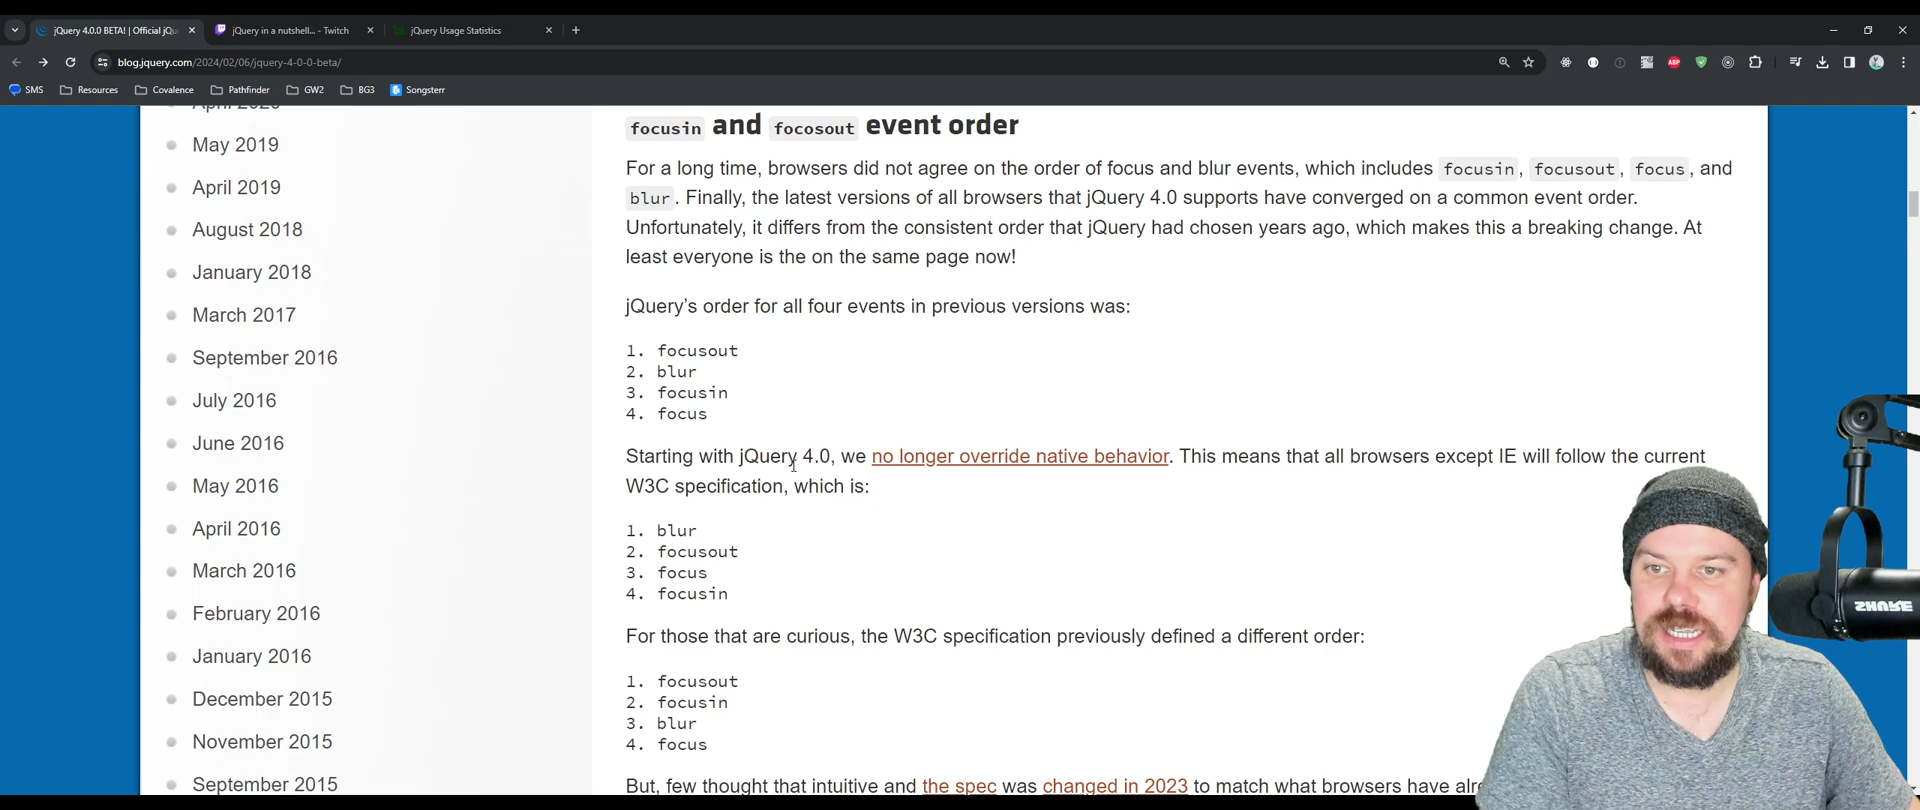 jQuery 4.0.0 BETA! | Official jQu
jQuery in a nutshell... - Twitch
jQuery Usage Statistics
blog.jquery.com/2024/02/06/jquery-4-0-0-beta/
ABP
SMS
Resources
Covalence
Pathfinder
GW2
BG3
Songsterr
April 2020
May 2019
April 2019
August 2018
January 2018
March 2017
September 2016
July 2016
June 2016
May 2016
April 2016
March 2016
February 2016
January 2016
December 2015
November 2015
September 2015
focusin and focosout event order
For a long time, browsers did not agree on the order of focus and blur events, which includes focusin, focusout, focus, and
blur. Finally, the latest versions of all browsers that jQuery 4.0 supports have converged on a common event order.
Unfortunately, it differs from the consistent order that jQuery had chosen years ago, which makes this a breaking change. At
least everyone is the on the same page now!
jQuery’s order for all four events in previous versions was:
1. focusout
2. blur
3. focusin
4. focus
Starting with jQuery 4.0, we no longer override native behavior. This means that all browsers except IE will follow the current
W3C specification, which is:
1. blur
2. focusout
3. focus
4. focusin
For those that are curious, the W3C specification previously defined a different order:
1. focusout
2. focusin
3. blur
4. focus
But, few thought that intuitive and the spec was changed in 2023 to match what browsers have alre
SHURE